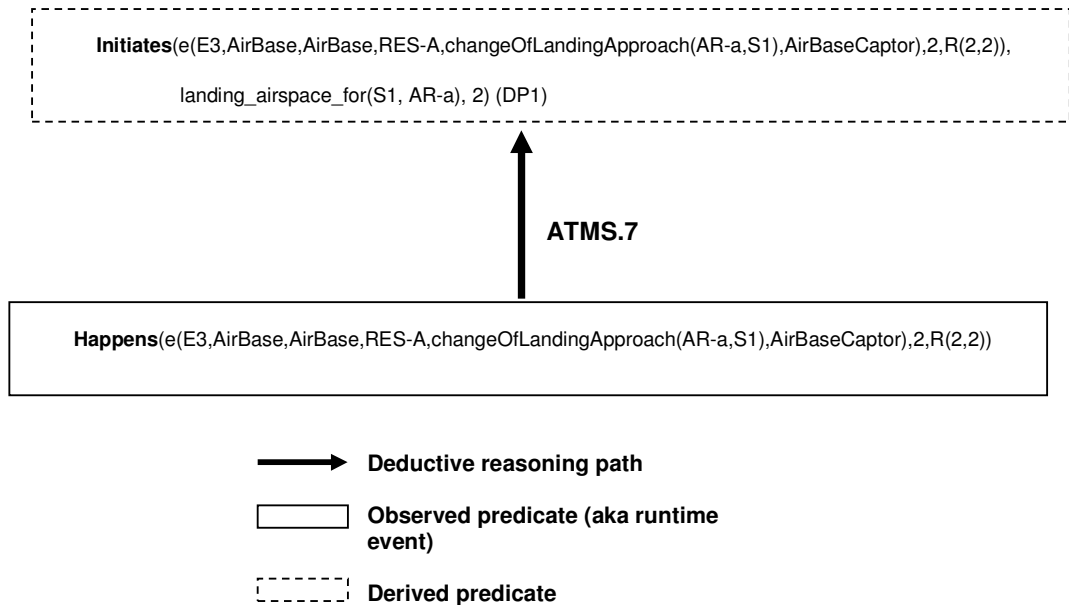 Initiates(e(E3,AirBase,AirBase,RES-A,changeOfLandingApproach(AR-a,S1),AirBaseCaptor),2,R(2,2)),
landing_airspace_for(S1, AR-a), 2) (DP1)
ATMS.7
Happens(e(E3,AirBase,AirBase,RES-A,changeOfLandingApproach(AR-a,S1),AirBaseCaptor),2,R(2,2))
Deductive reasoning path
Observed predicate (aka runtime
event)
Derived predicate